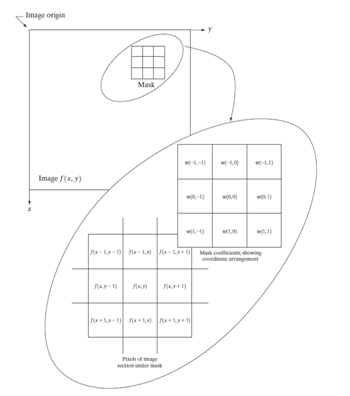 Image origin
y
Mask
Image f(x, y)
x
w(-1,-1) w(-1,0) w(-1,1)
w(0,-1) w(0,0) w(0,1)
w(1,-1) w(1,0) w(1,1)
Mask coefficients, showing
coordinate arrangement
f(x - 1, y - 1) f(x - 1, y) f(x - 1, y + 1)
f(x, y - 1) f(x, y) f(x, y + 1)
f(x + 1, y - 1) f(x + 1, y) f(x + 1, y + 1)
Pixels of image
section under mask